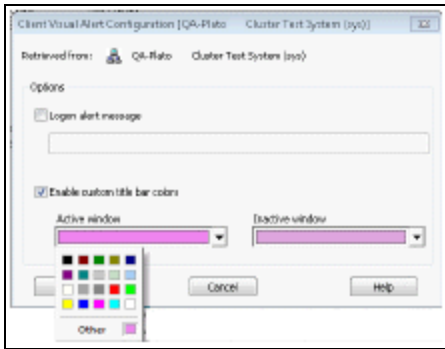 Client Visual Alert Configuration [QA-Plato Cluster Test System (sys)]
Retrieved from: QA-Plato Cluster Test System (sys)
Options
Logon alert message
Enable custom title bar colors
Active window Inactive window
Cancel Help
Other